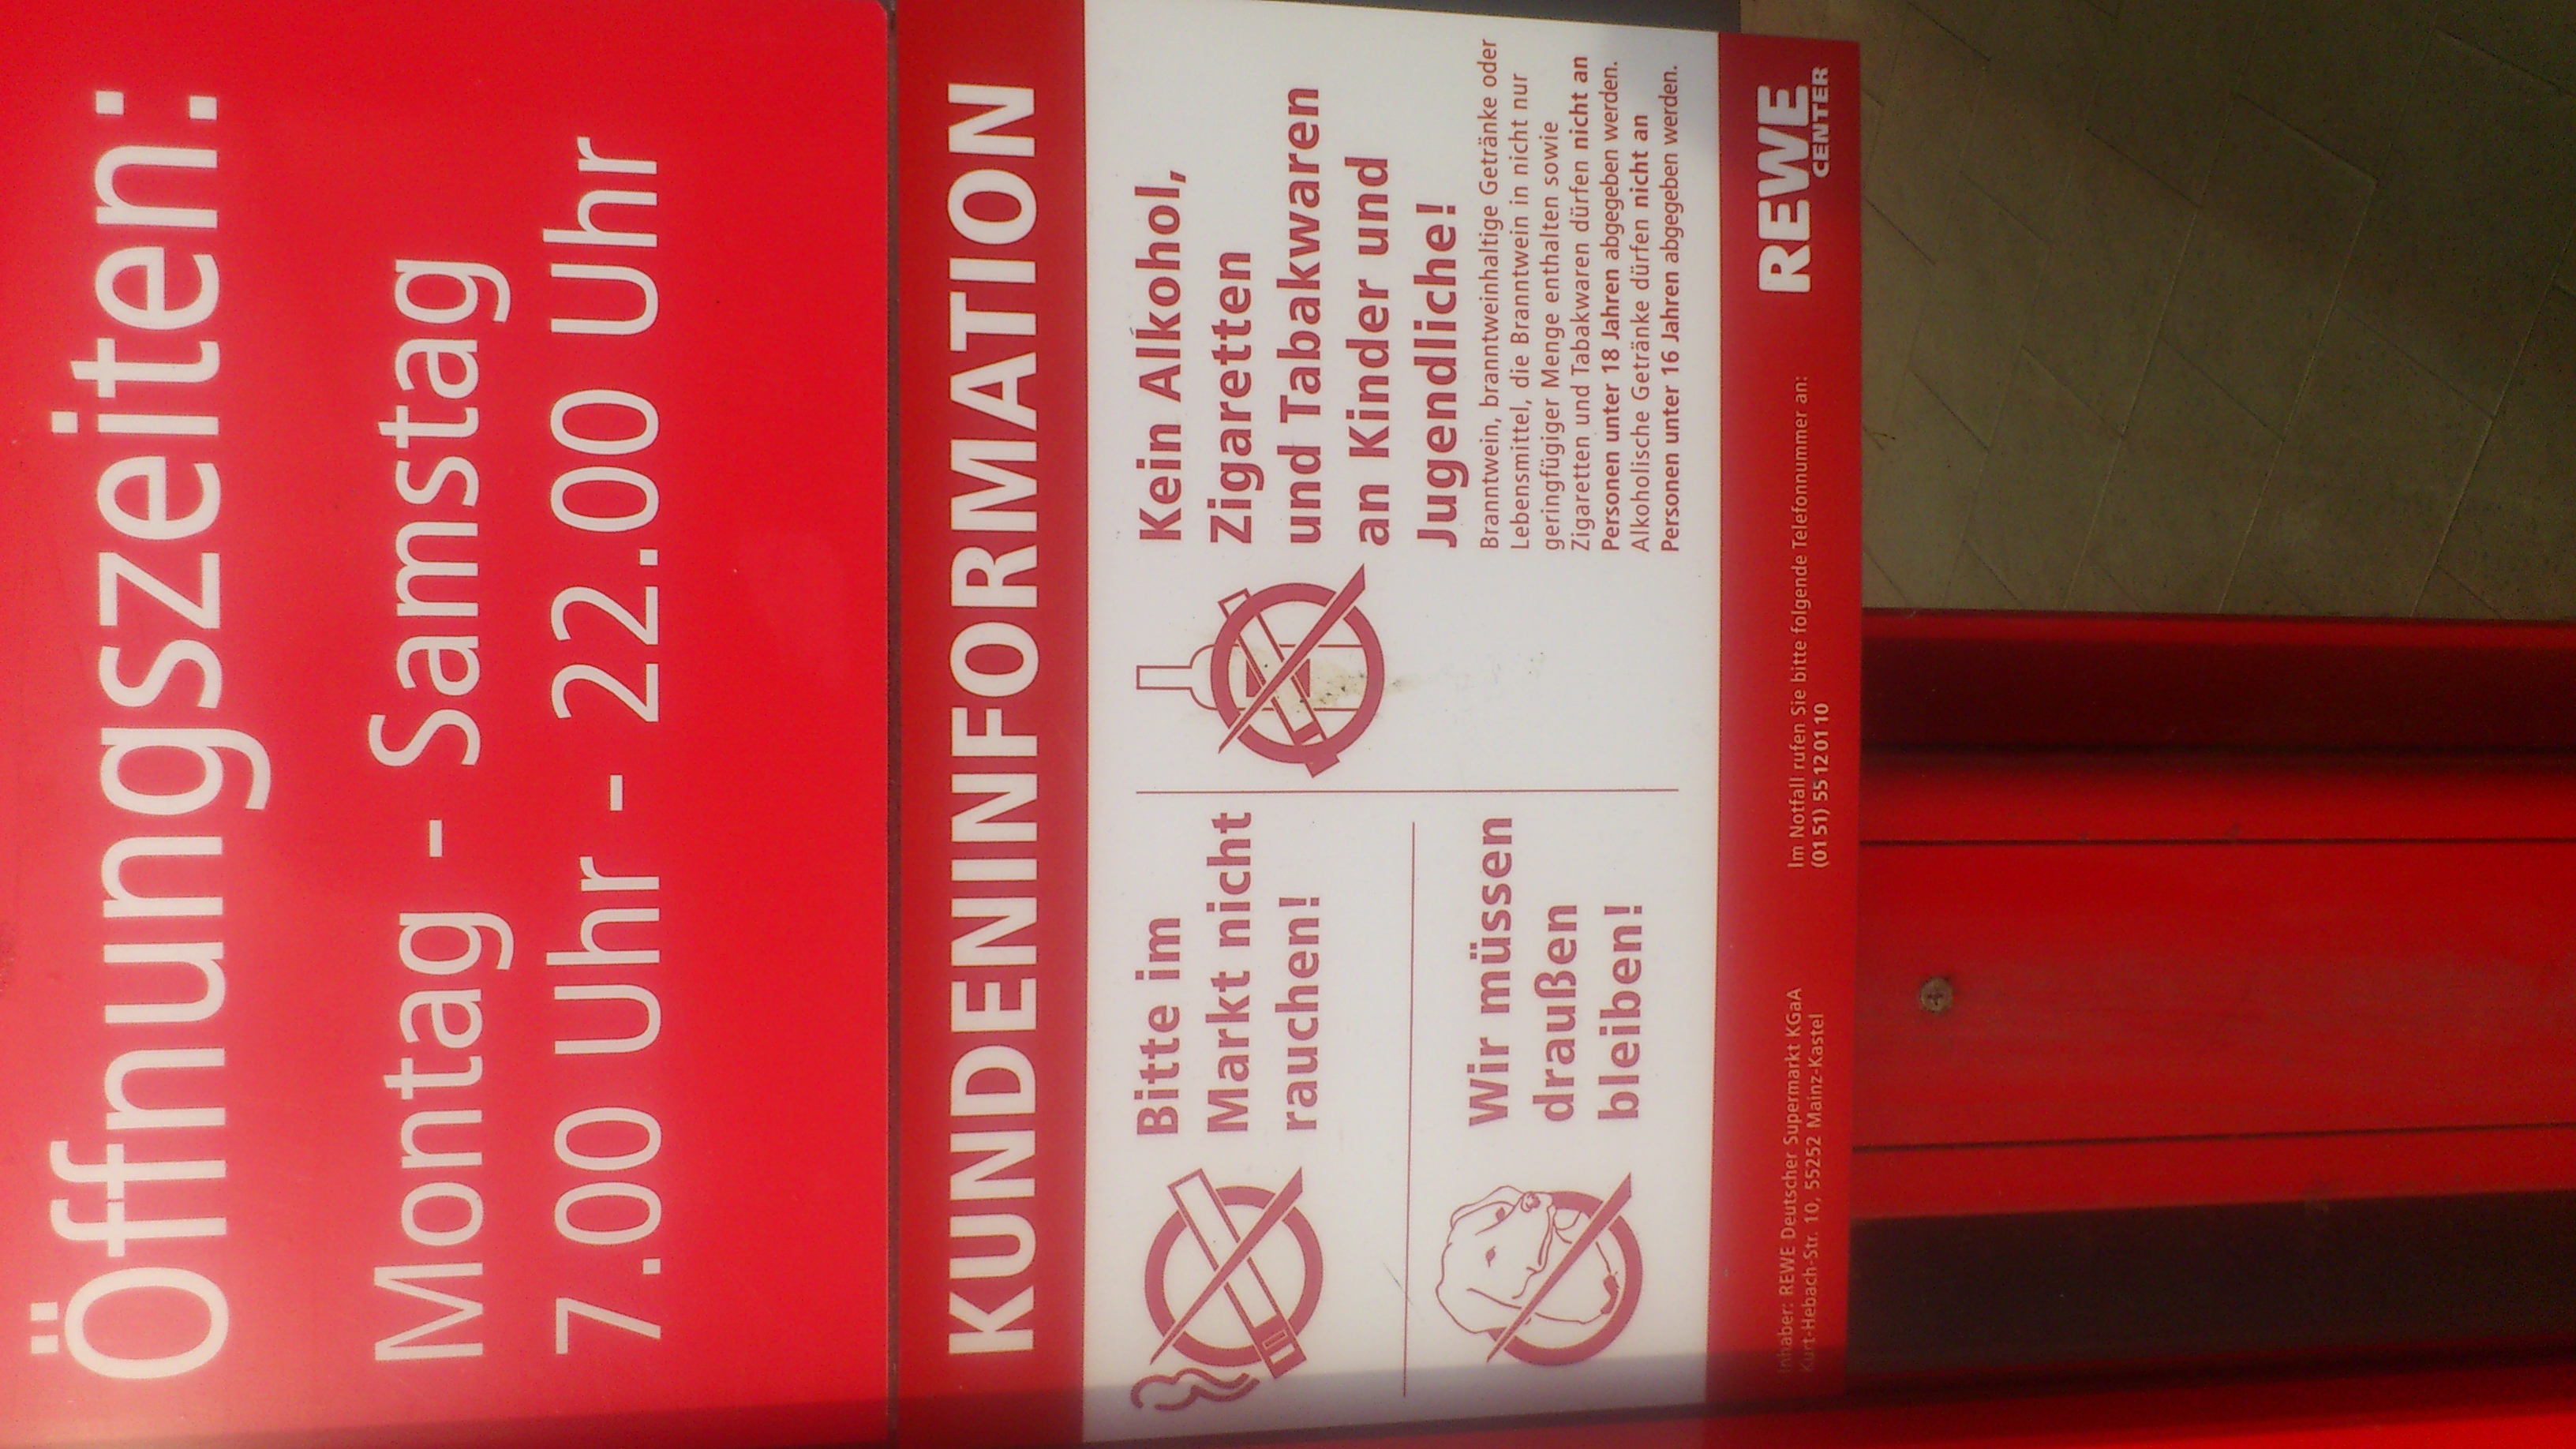 Öffnungszeiten:
Montag - Samstag
7.00 Uhr - 22.00 Uhr
KUNDENINFORMATION
Bitte im
Markt nicht
rauchen!
Wir müssen
draußen
bleiben!
Kein Alkohol,
Zigaretten
und Tabakwaren
an Kinder und
Jugendliche!
Branntwein, branntweinhaltige Getränke oder
Lebensmittel, die Branntwein in nicht nur
geringfügiger Menge enthalten sowie
Zigaretten und Tabakwaren dürfen nicht an
Personen unter 18 Jahren abgegeben werden.
Alkoholische Getränke dürfen nicht an
Personen unter 16 Jahren abgegeben werden.
Inhaber: REWE Deutscher Supermarkt KGaA
Kurt-Hebach-Str. 10, 55252 Mainz-Kastel
Im Notfall rufen Sie bitte folgende Telefonnummer an:
(01 51) 55 12 01 10
REWE
CENTER